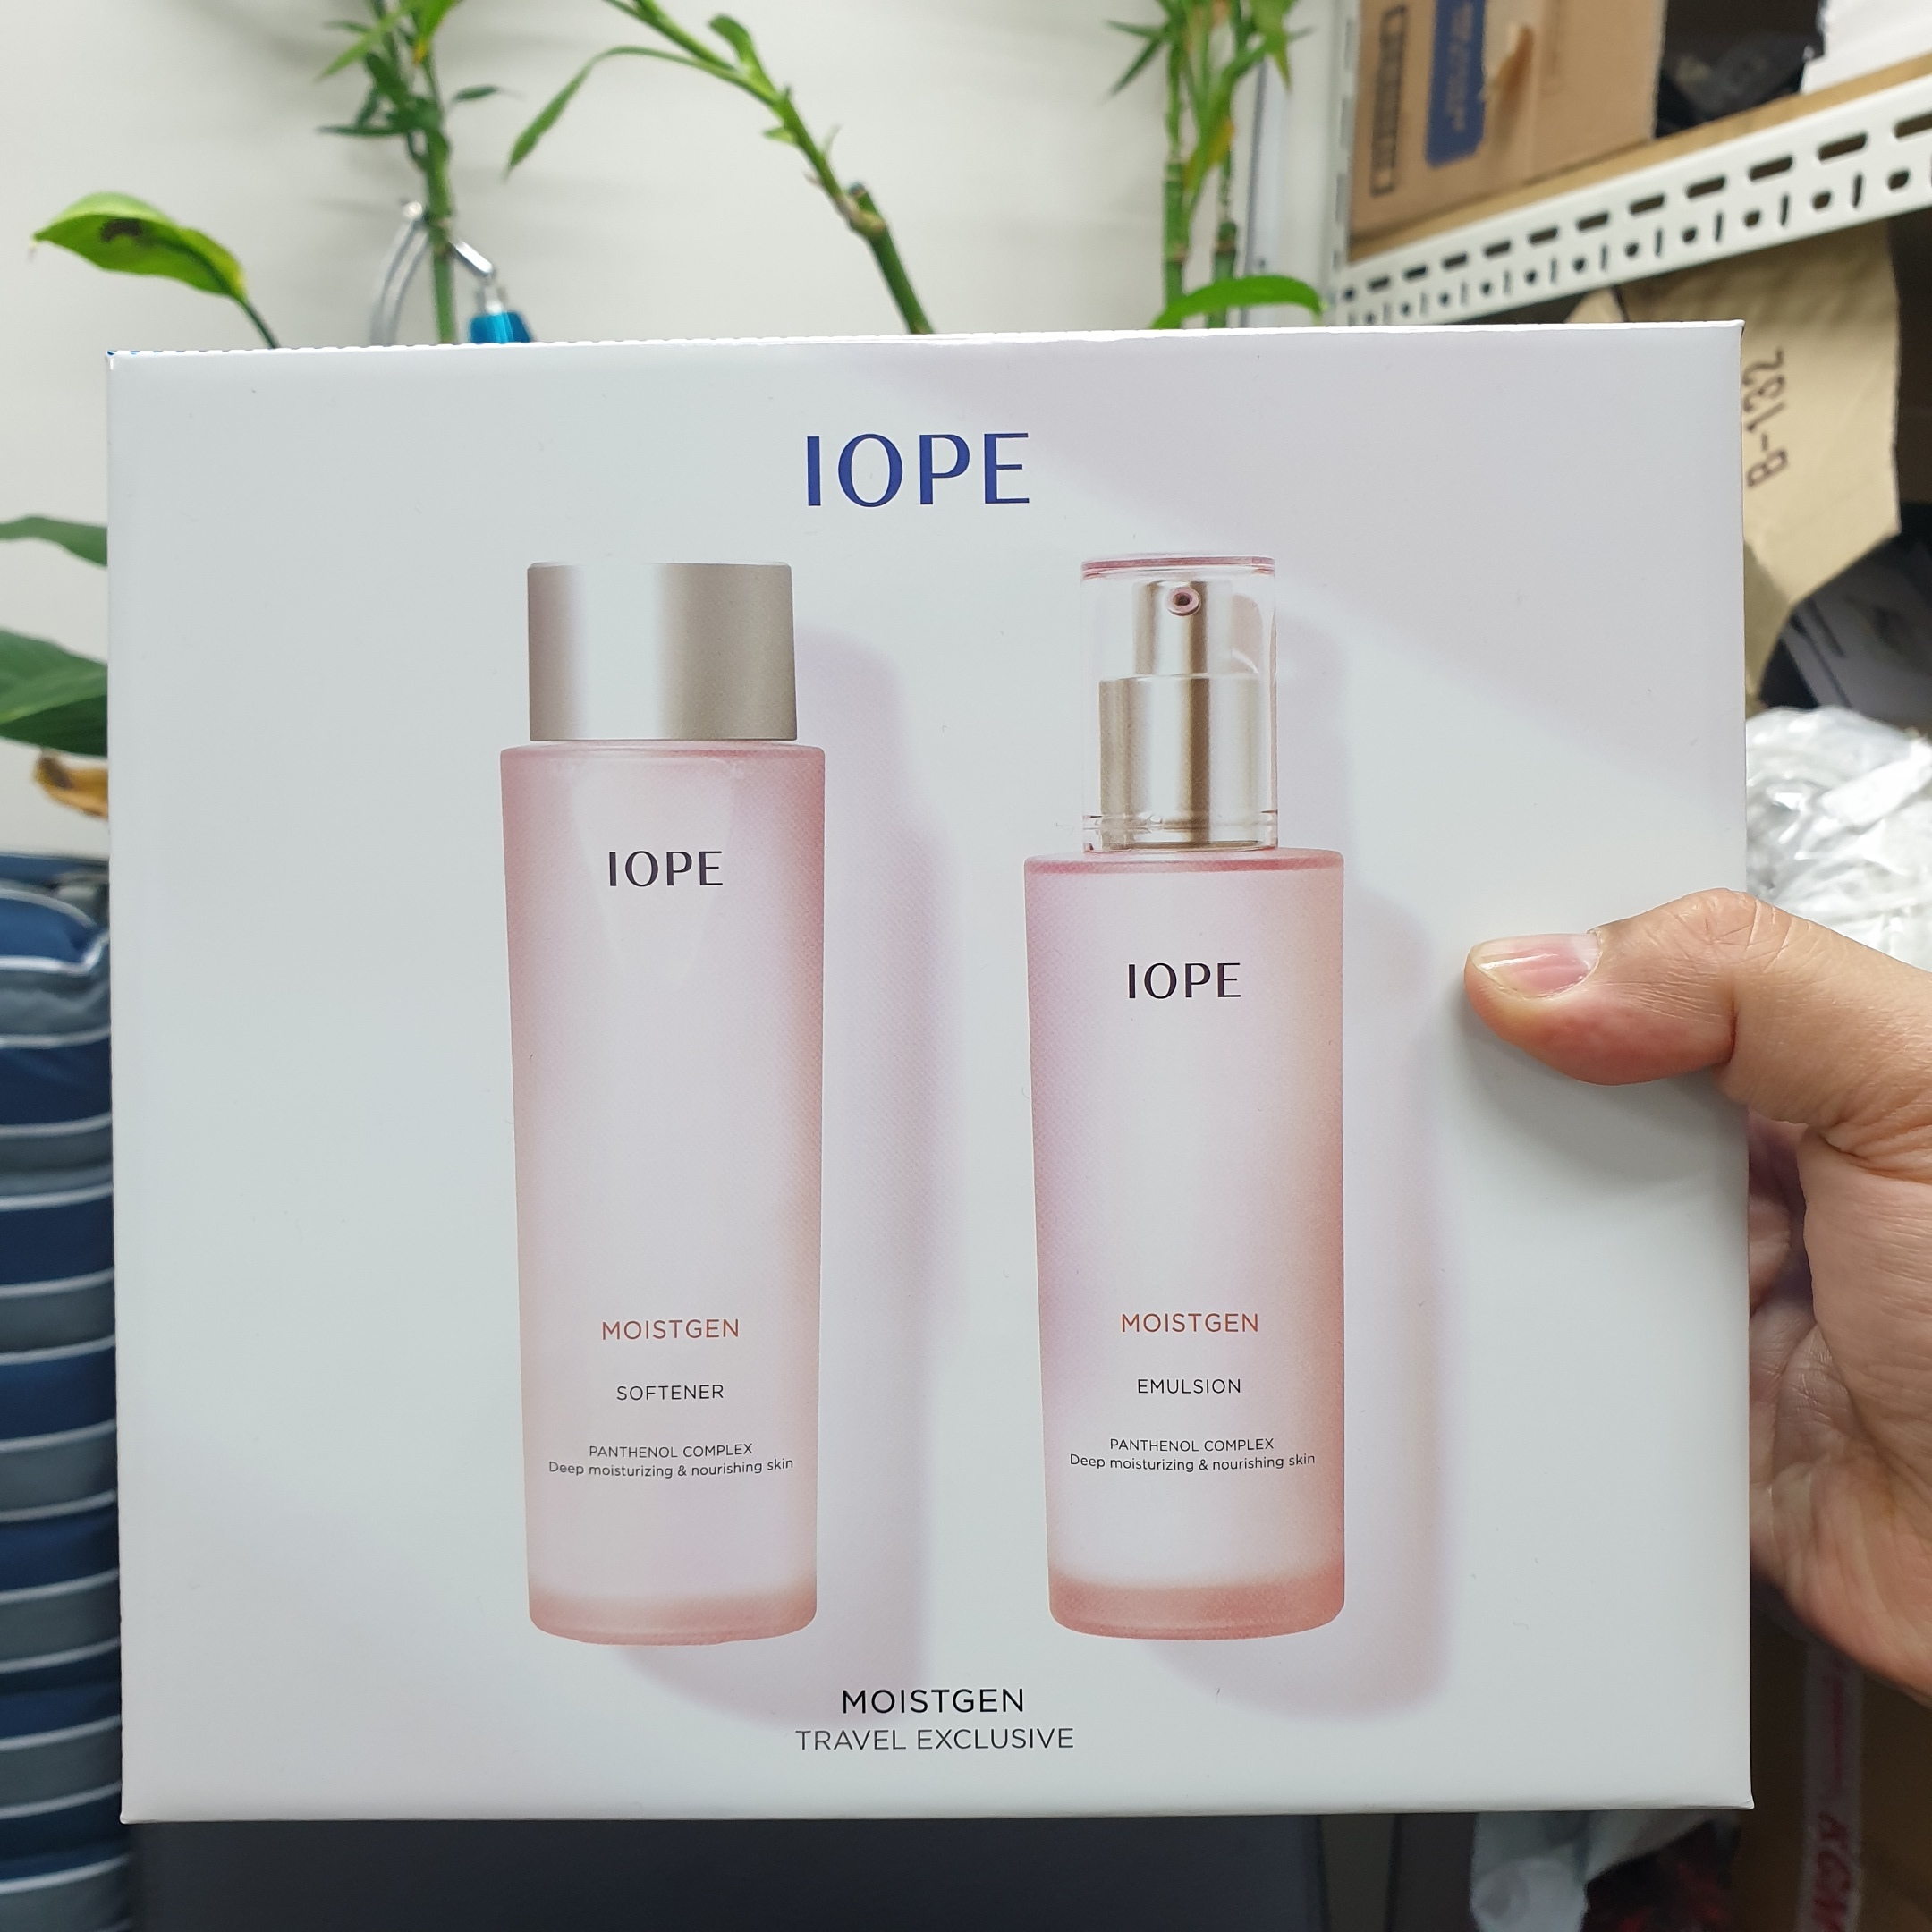 B-132
IOPE
IOPE
MOISTGEN
SOFTENER
PANTHENOL COMPLEX
Deep moisturizing & nourishing skin
IOPE
MOISTGEN
EMULSION
PANTHENOL COMPLEX
Deep moisturizing & nourishing skin
MOISTGEN
TRAVEL EXCLUSIVE